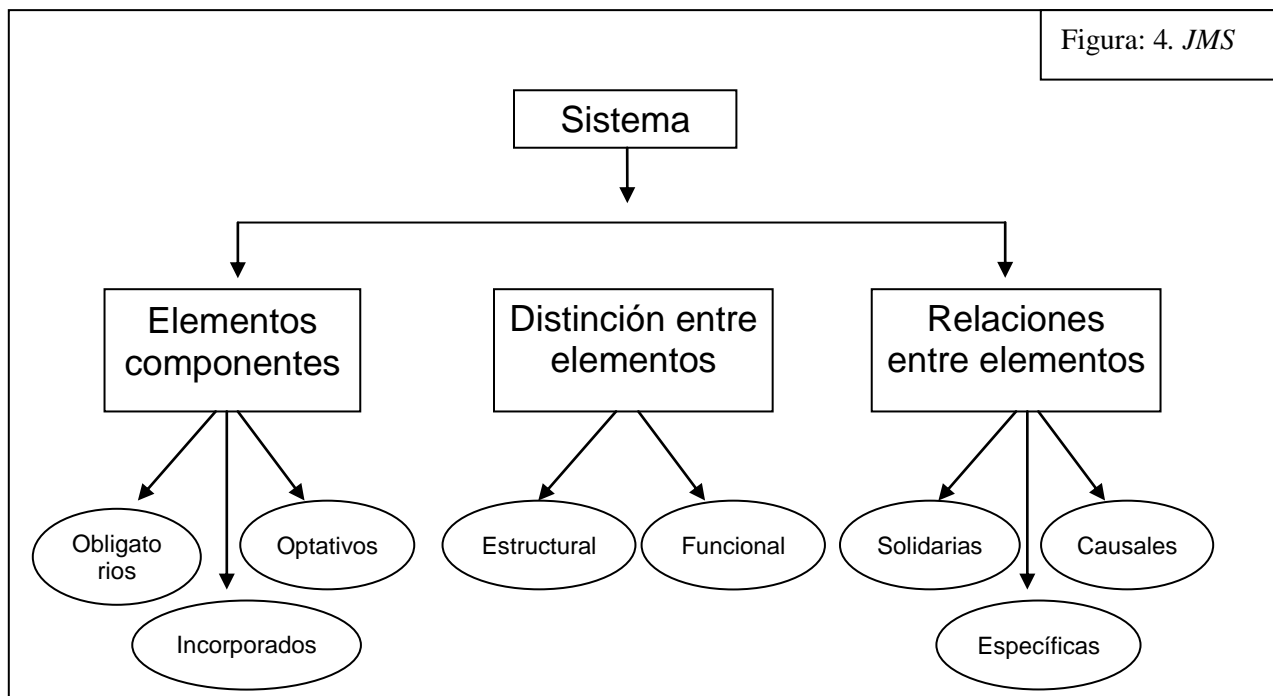 Figura: 4. JMS
Sistema
Elementos
componentes
Distinción entre
elementos
Relaciones
entre elementos
Obligato
rios
Optativos
Incorporados
Estructural
Funcional
Solidarias
Causales
Específicas